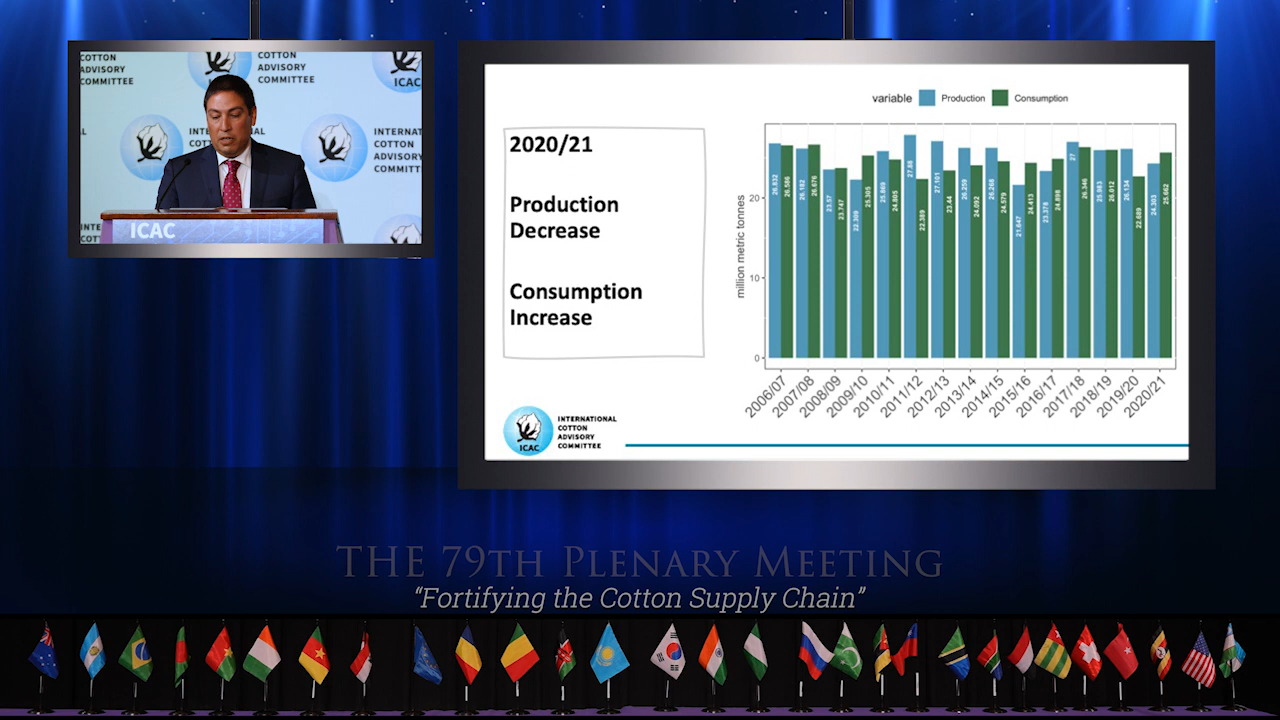 COTTON
ADVISORY
COMMITTEE
COTTON
ADVISORY
COMMITTEE
ICAC
INTERNATIONAL
COTTON
ADVISORY
COMMITT
ICAC
2020/21
Production
Decrease
Consumption
Increase
variable Production Consumption
million metric tonnes
20
10
0
26.832 26.586 26.182 26.676 23.57 23.747 22.309 25.305 25.869 24.805 27.88 22.389 27.101 23.44 26.259 24.092 26.268 24.579 21.647 24.413 23.378 24.898 27 26.346 25.983 26.012 26.134 22.689 24.303 25.662
2006/07 2007/08 2008/09 2009/10 2010/11 2011/12 2012/13 2013/14 2014/15 2015/16 2016/17 2017/18 2018/19 2019/20 2020/21
ICAC
INTERNATIONAL
COTTON
ADVISORY
COMMITTEE
THE 79TH PLENARY MEETING
“Fortifying the Cotton Supply Chain”